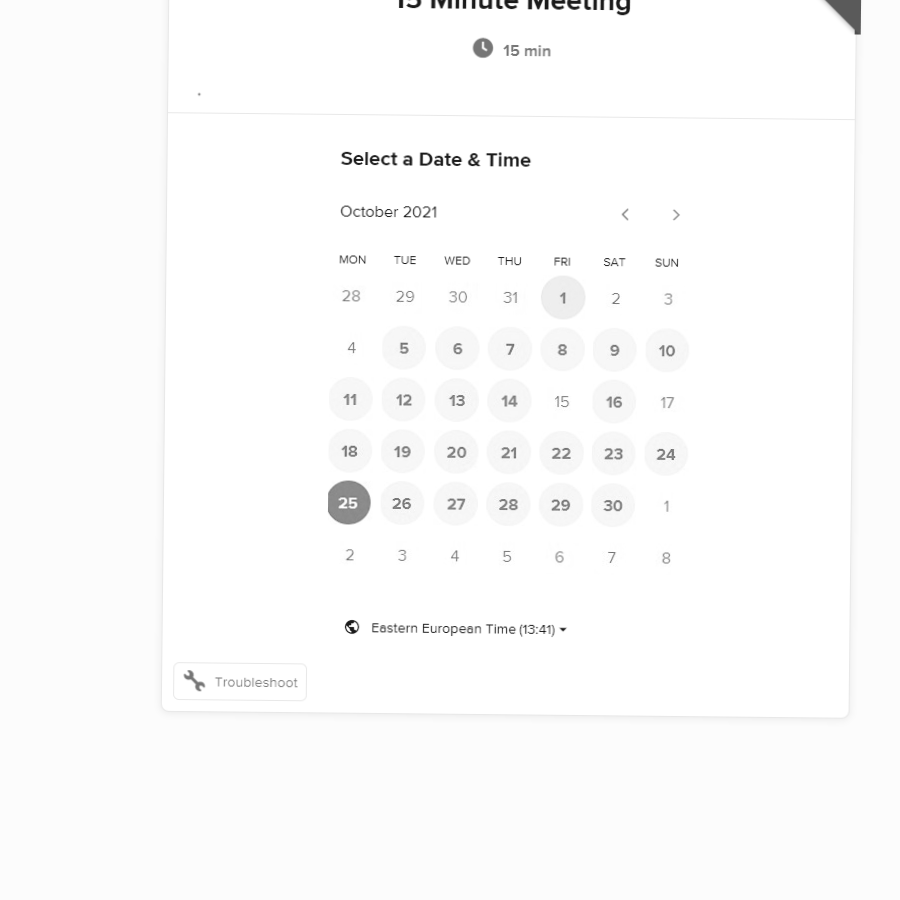 15 Minute Meeting
15 min
.
Select a Date & Time
October 2021
MON TUE WED THU FRI SAT SUN
28 29 30 31 1 2 3
4 5 6 7 8 9 10
11 12 13 14 15 16 17
18 19 20 21 22 23 24
25 26 27 28 29 30 1
2 3 4 5 6 7 8
Eastern European Time (13:41)
Troubleshoot